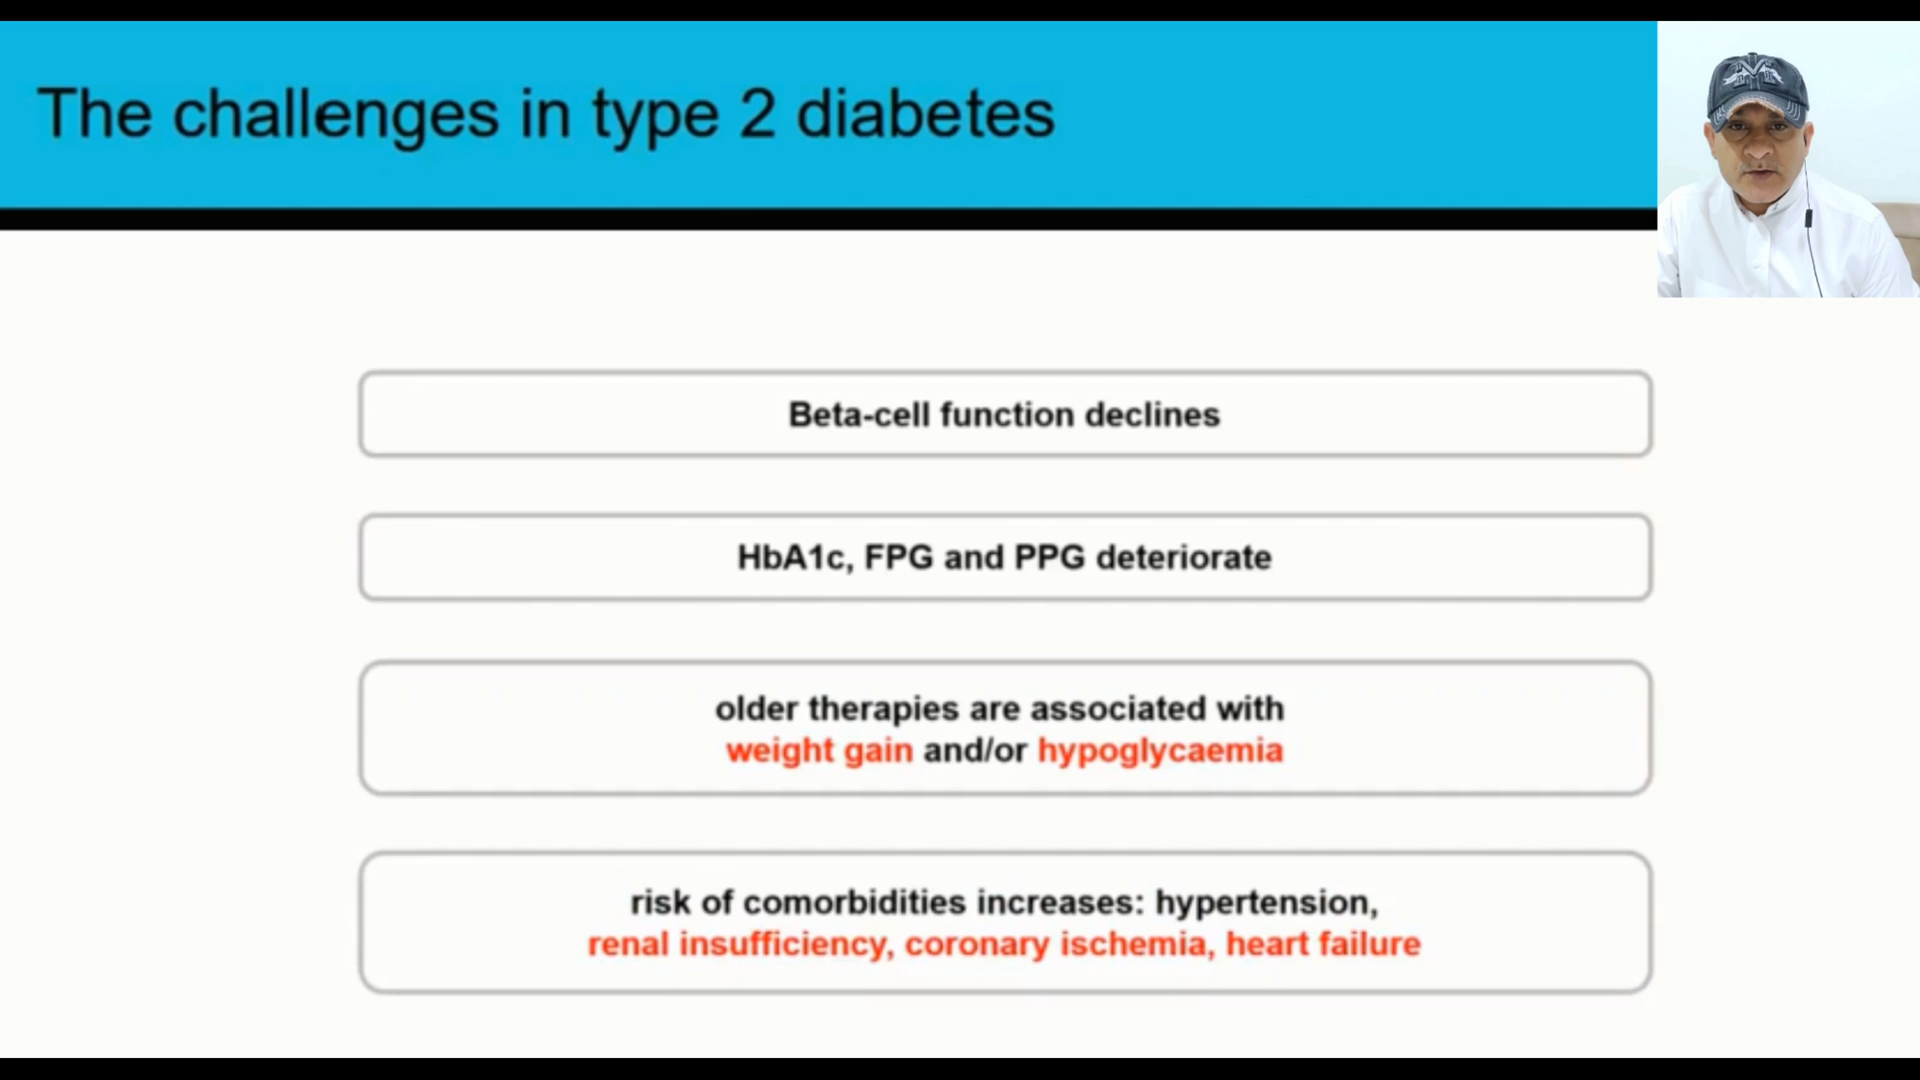 The challenges in type 2 diabetes
Beta-cell function declines
HbA1c, FPG and PPG deteriorate
older therapies are associated with
weight gain and/or hypoglycaemia
risk of comorbidities increases: hypertension,
renal insufficiency, coronary ischemia, heart failure